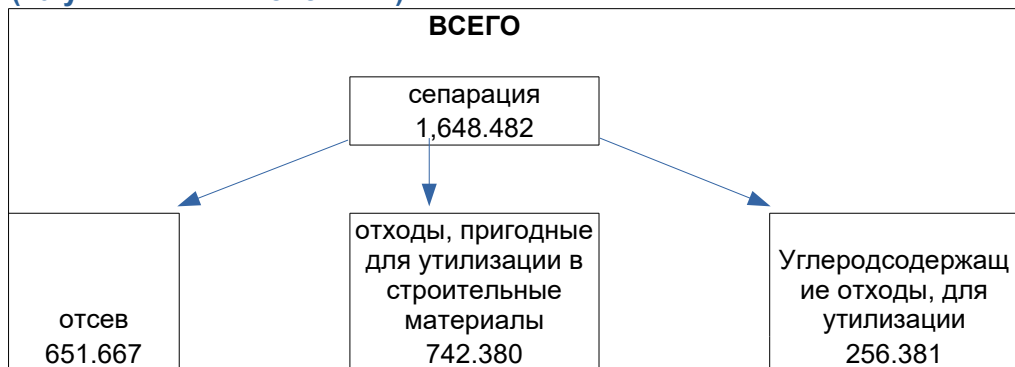 ВСЕГО
сепарация
1,648.482
отсев
651.667
отходы, пригодные
для утилизации в
строительные
материалы
742.380
Углеродсодержащ
ие отходы, для
утилизации
256.381